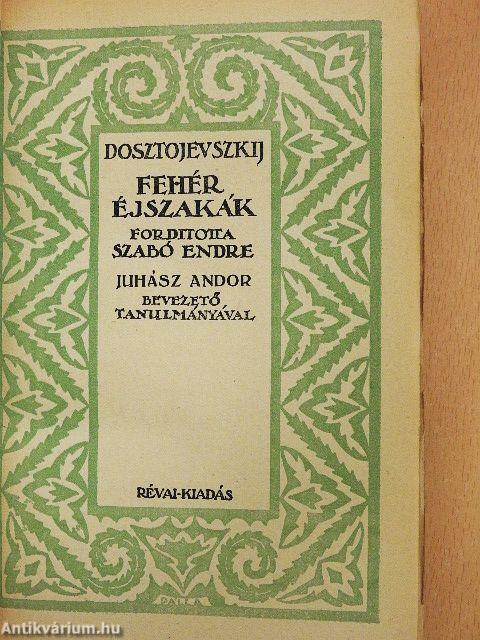 DOSZTOJEVSZKIJ
FEHÉR
ÉJSZAKÁK
FORDITOTTA
SZABÓ ENDRE
JUHÁSZ ANDOR
BEVEZETŐ
TANULMÁNYÁVAL
RÉVAI-KIADÁS
Antikvárium.hu